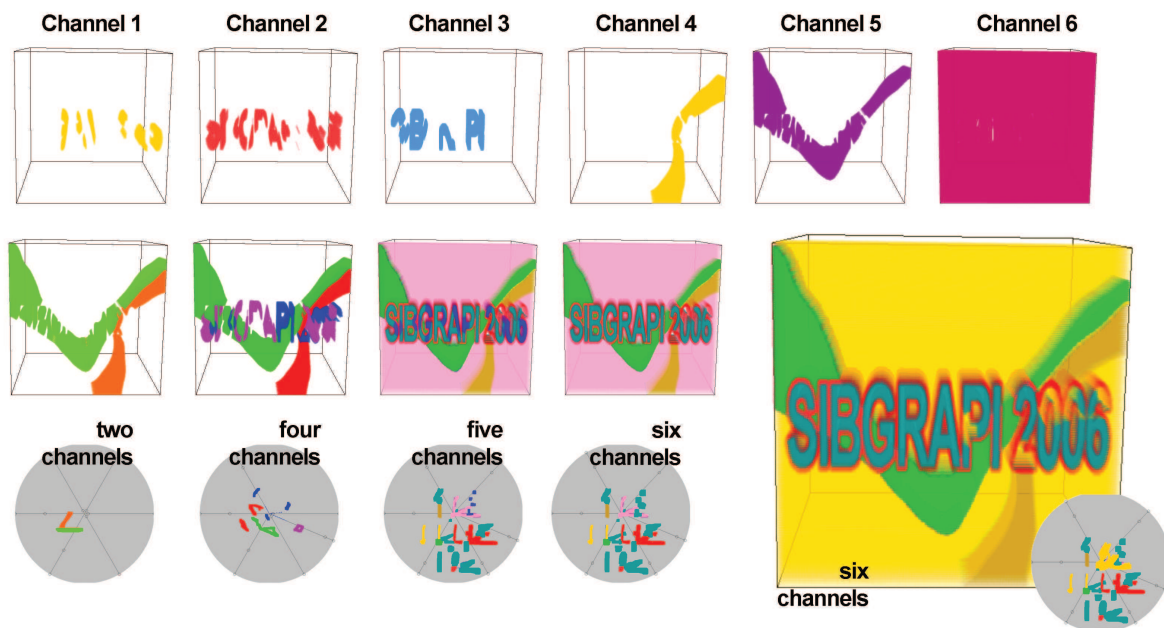 Channel 1
Channel 2
Channel 3
Channel 4
Channel 5
Channel 6
SIBGRAPI 2006
SIBGRAPI 2006
SIBGRAPI 2006
two
channels
four
channels
five
channels
six
channels
six
channels